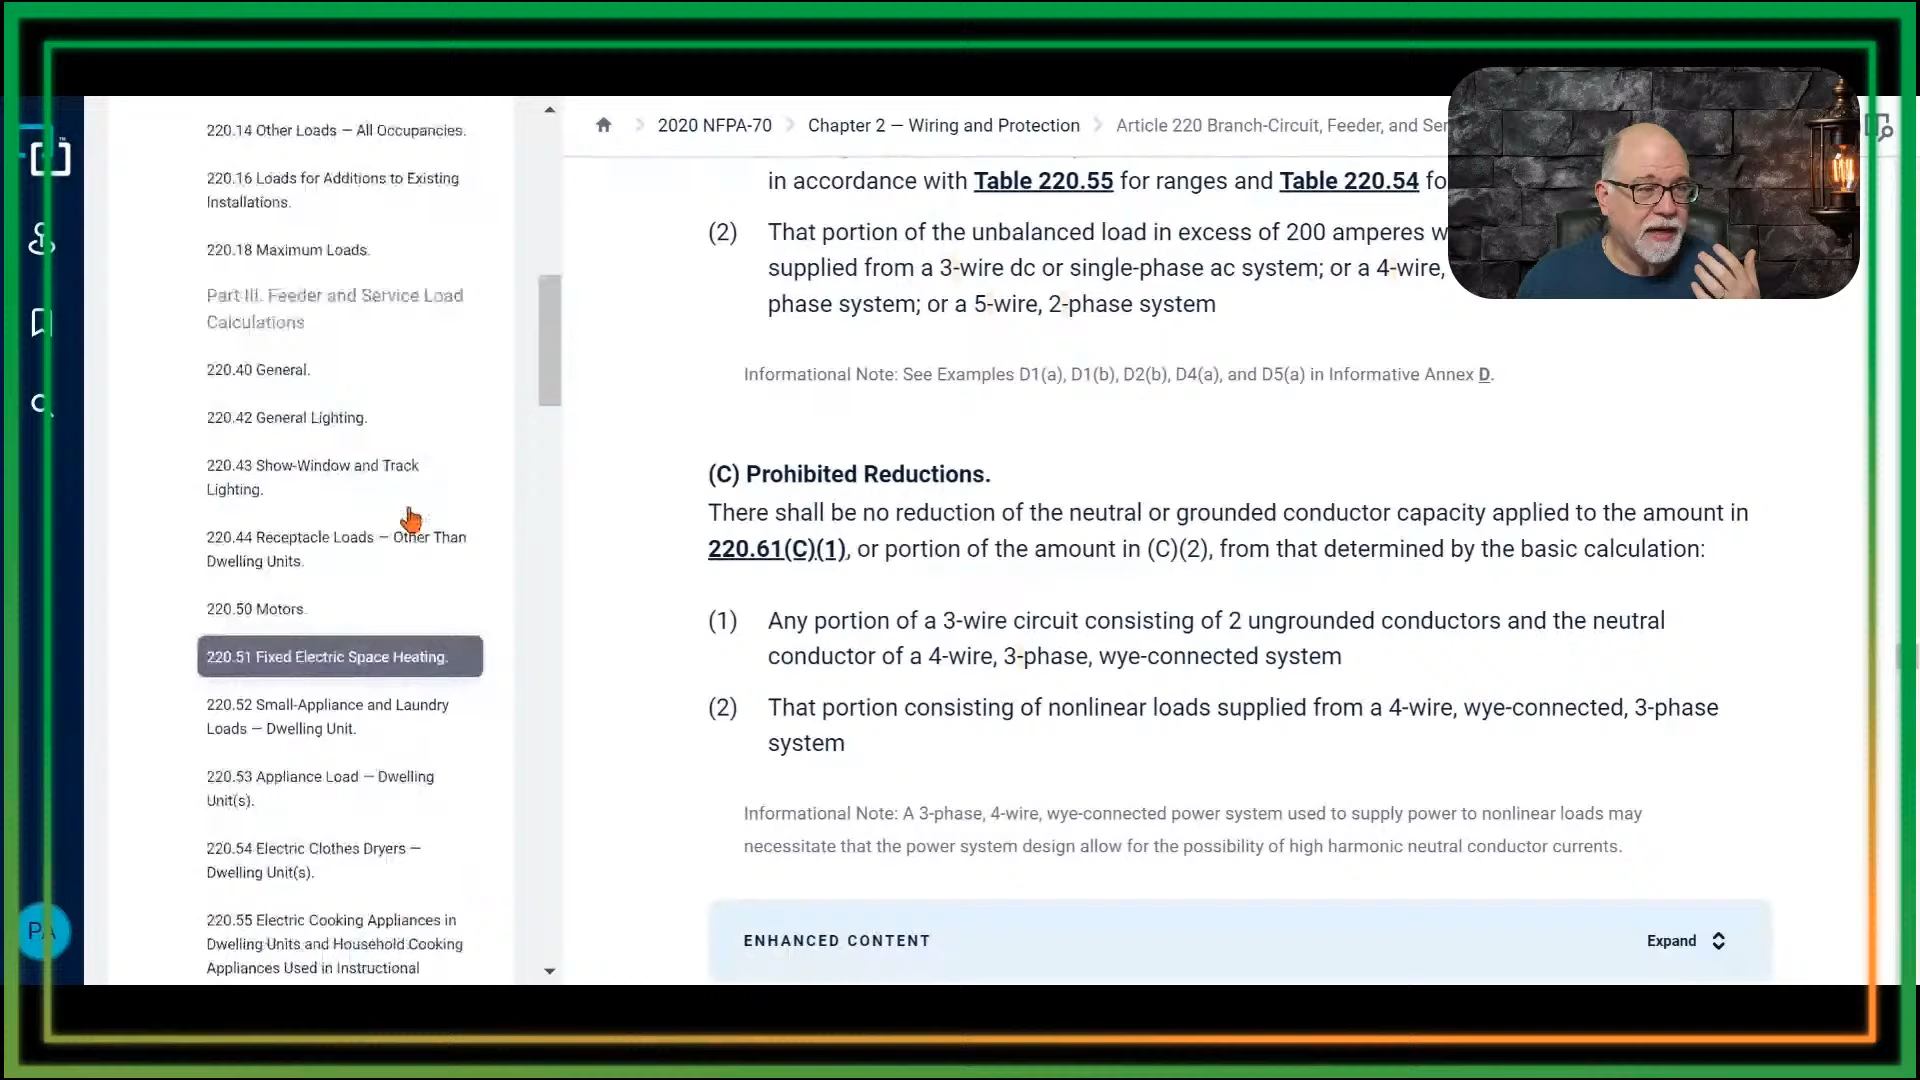 220.14 Other Loads — All Occupancies.
220.16 Loads for Additions to Existing
Installations.
220.18 Maximum Loads.
Part III. Feeder and Service Load
Calculations
220.40 General.
220.42 General Lighting.
220.43 Show-Window and Track
Lighting.
220.44 Receptacle Loads — Other Than
Dwelling Units.
220.50 Motors.
220.51 Fixed Electric Space Heating.
220.52 Small-Appliance and Laundry
Loads — Dwelling Unit.
220.53 Appliance Load — Dwelling
Unit(s).
220.54 Electric Clothes Dryers —
Dwelling Unit(s).
220.55 Electric Cooking Appliances in
Dwelling Units and Household Cooking
Appliances Used in Instructional
PA
2020 NFPA-70 > Chapter 2 — Wiring and Protection > Article 220 Branch-Circuit, Feeder, and Ser
in accordance with Table 220.55 for ranges and Table 220.54 fo
(2) That portion of the unbalanced load in excess of 200 amperes w
supplied from a 3-wire dc or single-phase ac system; or a 4-wire,
phase system; or a 5-wire, 2-phase system
Informational Note: See Examples D1(a), D1(b), D2(b), D4(a), and D5(a) in Informative Annex D.
(C) Prohibited Reductions.
There shall be no reduction of the neutral or grounded conductor capacity applied to the amount in
220.61(C)(1), or portion of the amount in (C)(2), from that determined by the basic calculation:
(1) Any portion of a 3-wire circuit consisting of 2 ungrounded conductors and the neutral
conductor of a 4-wire, 3-phase, wye-connected system
(2) That portion consisting of nonlinear loads supplied from a 4-wire, wye-connected, 3-phase
system
Informational Note: A 3-phase, 4-wire, wye-connected power system used to supply power to nonlinear loads may
necessitate that the power system design allow for the possibility of high harmonic neutral conductor currents.
ENHANCED CONTENT
Expand